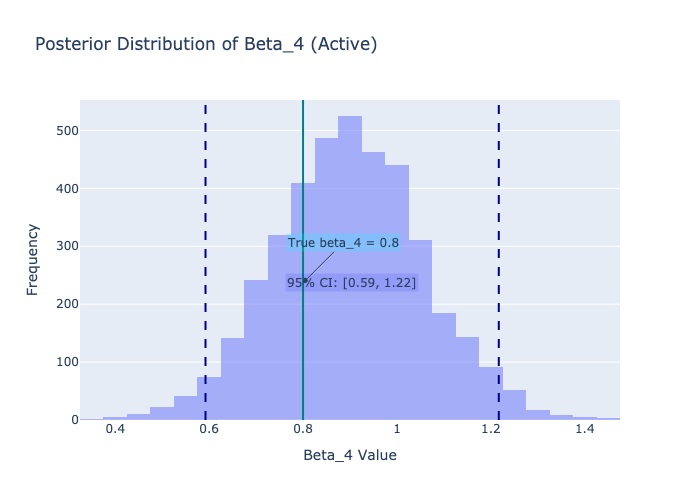 Posterior Distribution of Beta_4 (Active)
Frequency
500
400
300
200
100
0
True beta_4 = 0.8
95% CI: [0.59, 1.22]
0.4
0.6
0.8
1
1.2
1.4
Beta_4 Value